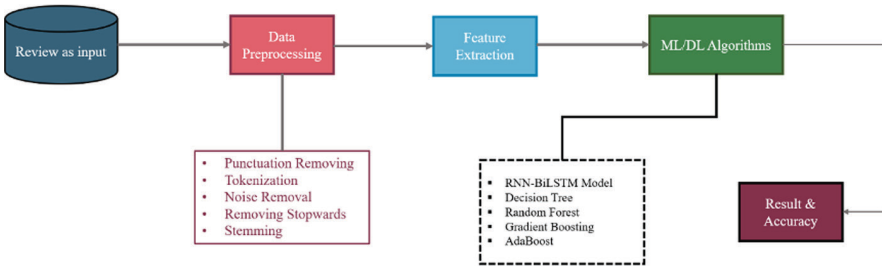 Review as input
Data
Preprocessing
Feature
Extraction
ML/DL Algorithms
• Punctuation Removing
• Tokenization
• Noise Removal
• Removing Stopwards
• Stemming
▪ RNN-BiLSTM Model
▪ Decision Tree
▪ Random Forest
▪ Gradient Boosting
▪ AdaBoost
Result &
Accuracy